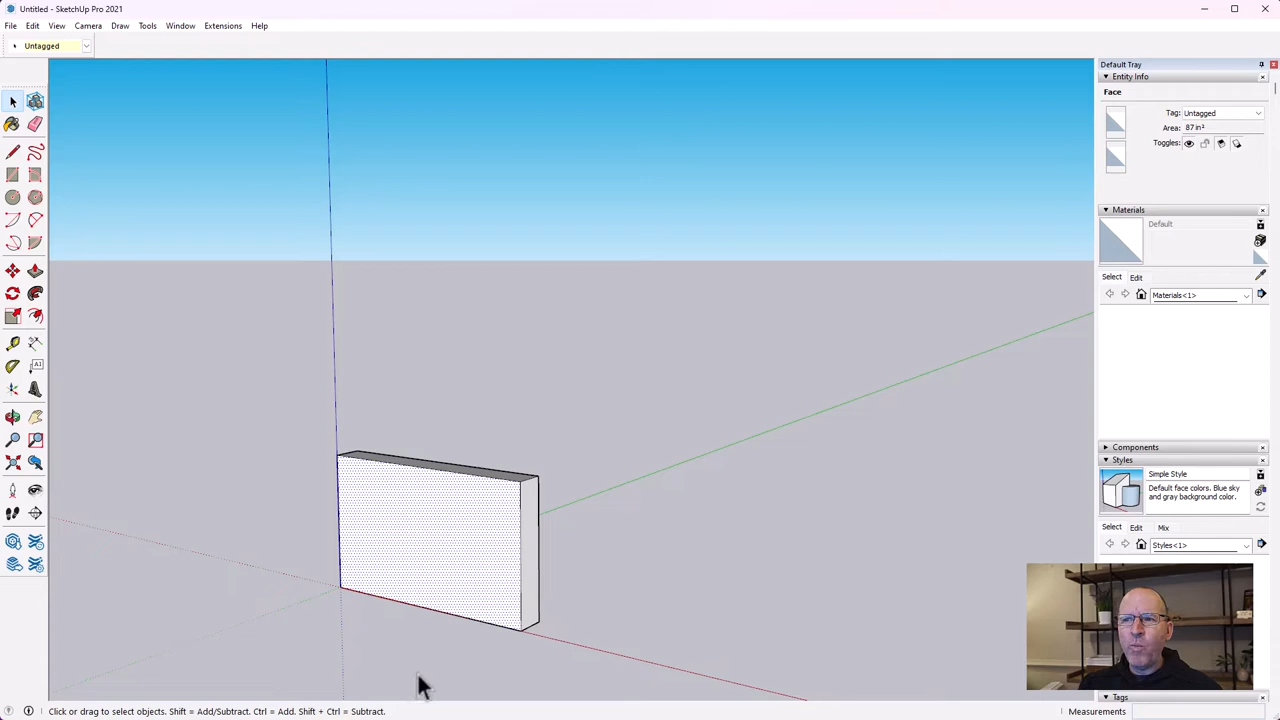 Untitled - SketchUp Pro 2021
File Edit View Camera Draw Tools Window Extensions Help
Untagged
Default Tray
Entity Info
Face
Tag: Untagged
Area: 87 in²
Toggles:
Materials
Default
Select Edit
Materials<1>
Components
Styles
Simple Style
Default face colors. Blue sky
and gray background color.
Select Edit Mix
Styles<1>
Tags
Click or drag to select objects. Shift = Add/Subtract. Ctrl = Add. Shift + Ctrl = Subtract.
Measurements